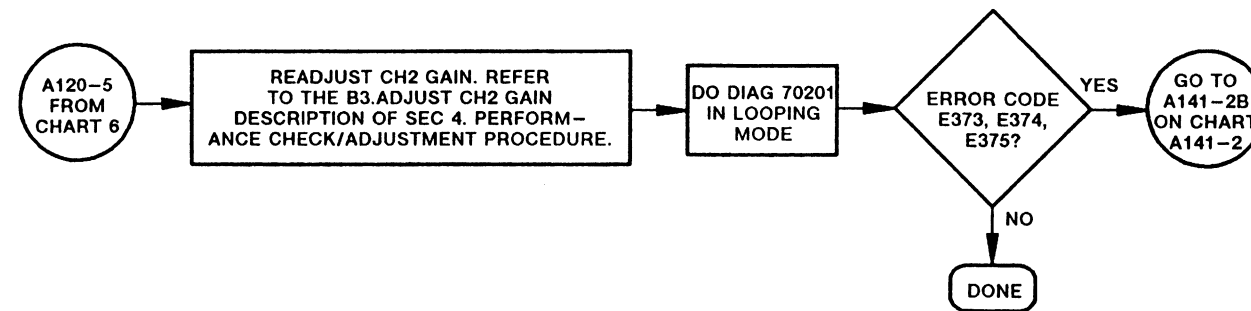 A120-5
FROM
CHART 6
READJUST CH2 GAIN. REFER
TO THE B3.ADJUST CH2 GAIN
DESCRIPTION OF SEC 4. PERFORM-
ANCE CHECK/ADJUSTMENT PROCEDURE.
DO DIAG 70201
IN LOOPING
MODE
ERROR CODE
E373, E374,
E375?
YES
GO TO
A141-2B
ON CHART
A141-2
NO
DONE